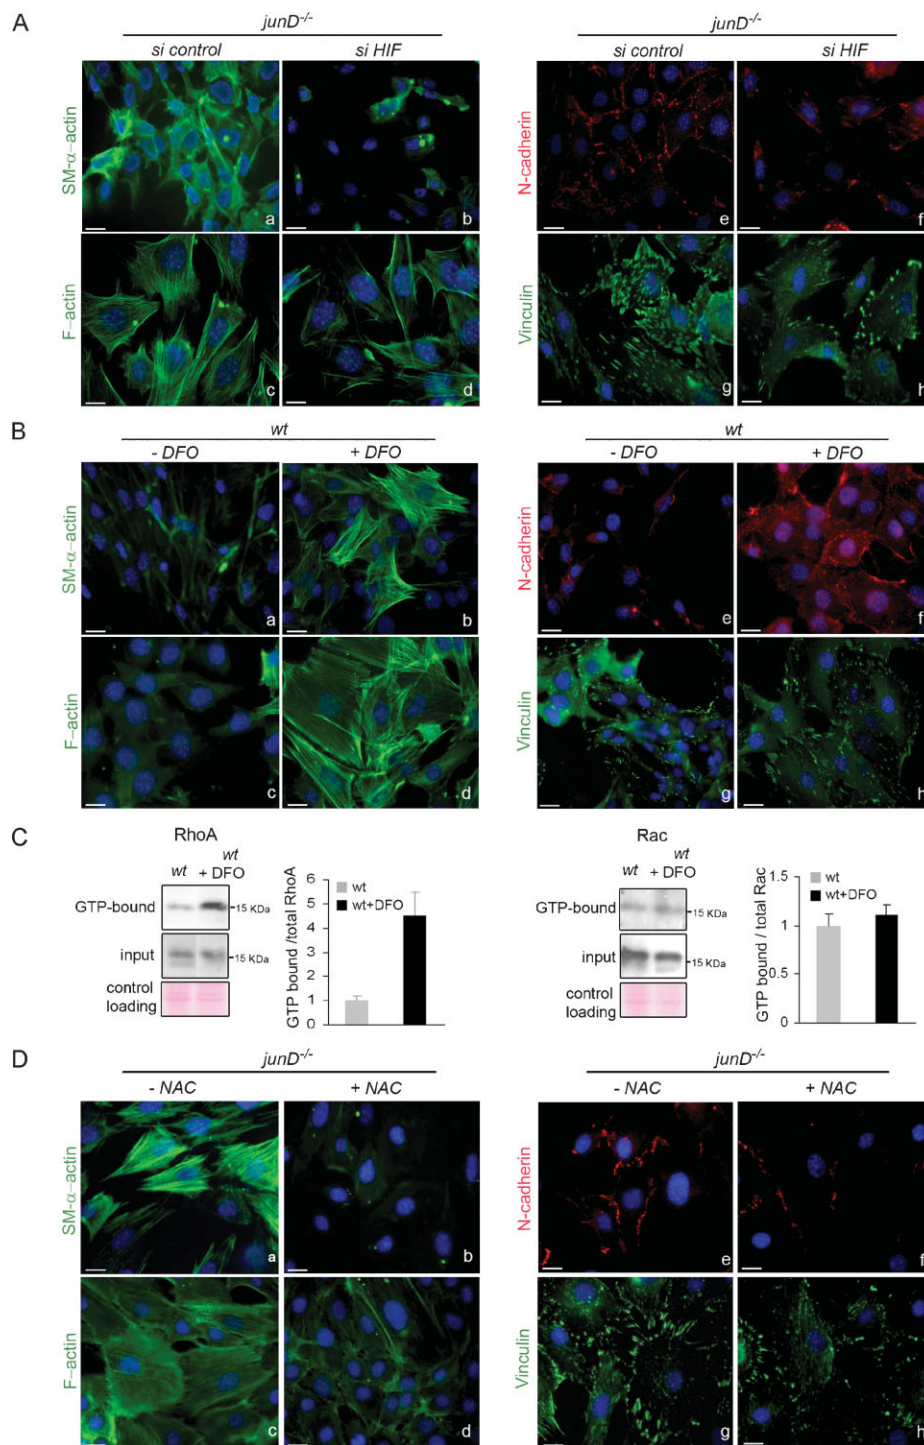 A
junD-/-
junD-/-
si control
si HIF
si control
si HIF
SM-α-actin
a
b
N-cadherin
e
f
F-actin
c
d
Vinculin
g
h
B
wt
wt
- DFO
+ DFO
- DFO
+ DFO
SM-α-actin
a
b
N-cadherin
e
f
F-actin
c
d
Vinculin
g
h
C
RhoA
wt
wt
+ DFO
GTP-bound
15 KDa
input
15 KDa
control
loading
GTP bound /total RhoA
6
5
4
3
2
1
0
wt
wt+DFO
Rac
wt
wt
+ DFO
GTP-bound
15 KDa
input
15 KDa
control
loading
GTP bound / total Rac
1.5
1
0.5
0
wt
wt+DFO
D
junD-/-
junD-/-
- NAC
+ NAC
- NAC
+ NAC
SM-α-actin
a
b
N-cadherin
e
f
F-actin
c
d
Vinculin
g
h